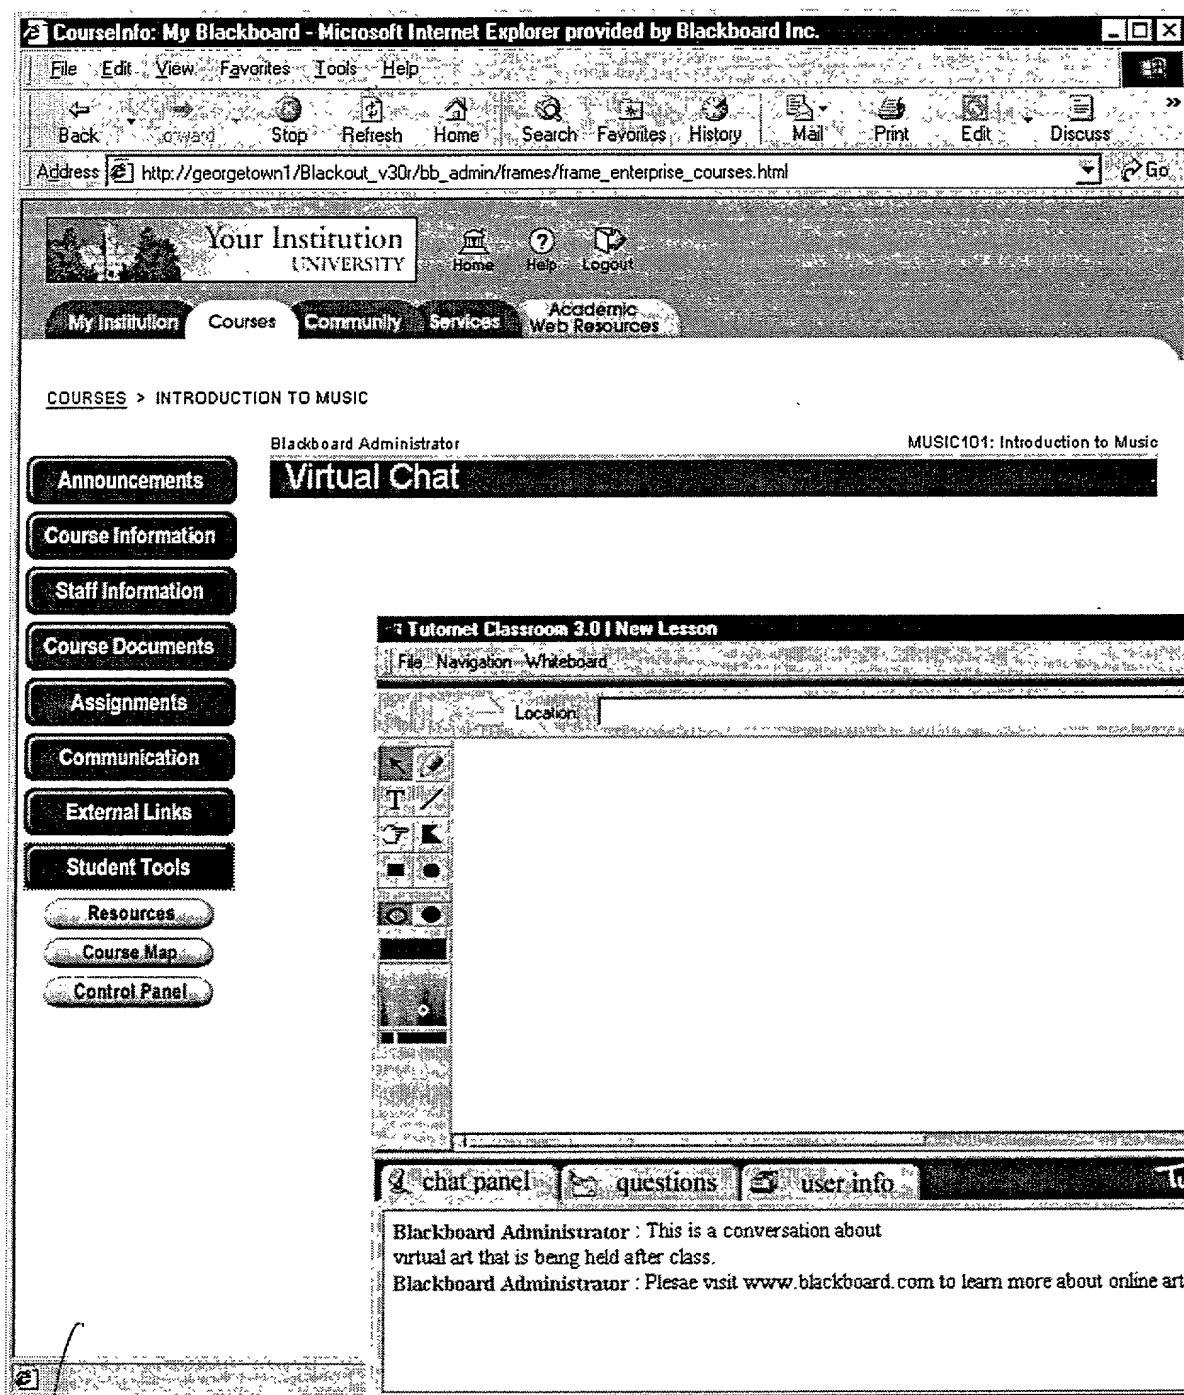 CourseInfo: My Blackboard - Microsoft Internet Explorer provided by Blackboard Inc.
File Edit View Favorites Tools Help
Back Forward Stop Refresh Home Search Favorites History Mail Print Edit Discuss »
Address http://georgetown1/Blackout_v30r/bb_admin/frames/frame_enterprise_courses.html Go
Your Institution
UNIVERSITY
Home Help Logout
My Institution Courses Community Services Academic Web Resources
COURSES > INTRODUCTION TO MUSIC
Blackboard Administrator MUSIC101: Introduction to Music
Virtual Chat
Announcements
Course Information
Staff Information
Course Documents
Assignments
Communication
External Links
Student Tools
Resources
Course Map
Control Panel
Tutornet Classroom 3.0 | New Lesson
File Navigation Whiteboard
Location:
T
chat panel questions user info
Blackboard Administrator : This is a conversation about
virtual art that is being held after class.
Blackboard Administrator : Plesae visit www.blackboard.com to learn more about online art